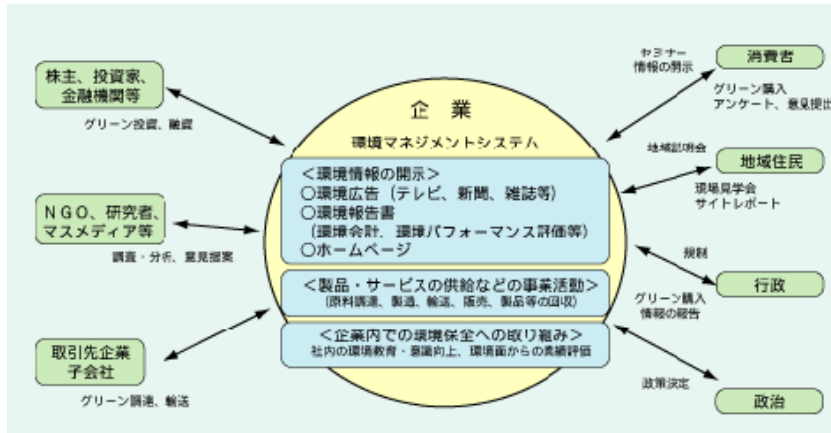 株主、投資家、
金融機関等
グリーン投資、融資
NGO、研究者、
マスメディア等
調査・分析、意見提案
取引先企業
子会社
グリーン調達、輸送
企 業
環境マネジメントシステム
＜環境情報の開示＞
○環境広告（テレビ、新聞、雑誌等）
○環境報告書
（環境会計．環境パフォーマンス評価等）
○ホームページ
＜製品・サービスの供給などの事業活動＞
（原料調達、製造、輸送、販売、製品等の回収）
＜企業内での環境保全への取り組み＞
社内の環境教育・意識向上、環境面からの業績評価
セミナー
情報の開示
消費者
グリーン購入
アンケート、意見提出
地域説明会
地域住民
現場見学会
サイトレポート
規制
行政
グリーン購入
情報の報告
政策決定
政治